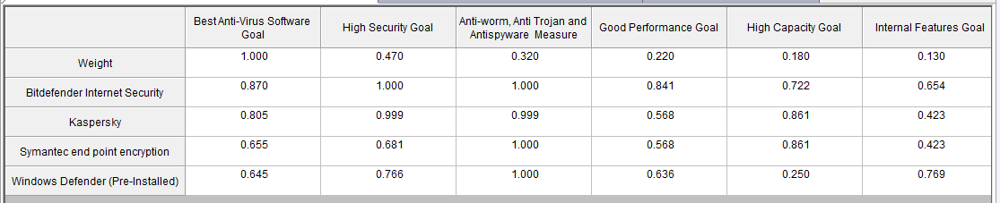 Best Anti-Virus Software Goal High Security Goal Anti-worm, Anti Trojan and Antispyware Measure Good Performance Goal High Capacity Goal Internal Features Goal
Weight 1.000 0.470 0.320 0.220 0.180 0.130
Bitdefender Internet Security 0.870 1.000 1.000 0.841 0.722 0.654
Kaspersky 0.805 0.999 0.999 0.568 0.861 0.423
Symantec end point encryption 0.655 0.681 1.000 0.568 0.861 0.423
Windows Defender (Pre-Installed) 0.645 0.766 1.000 0.636 0.250 0.769